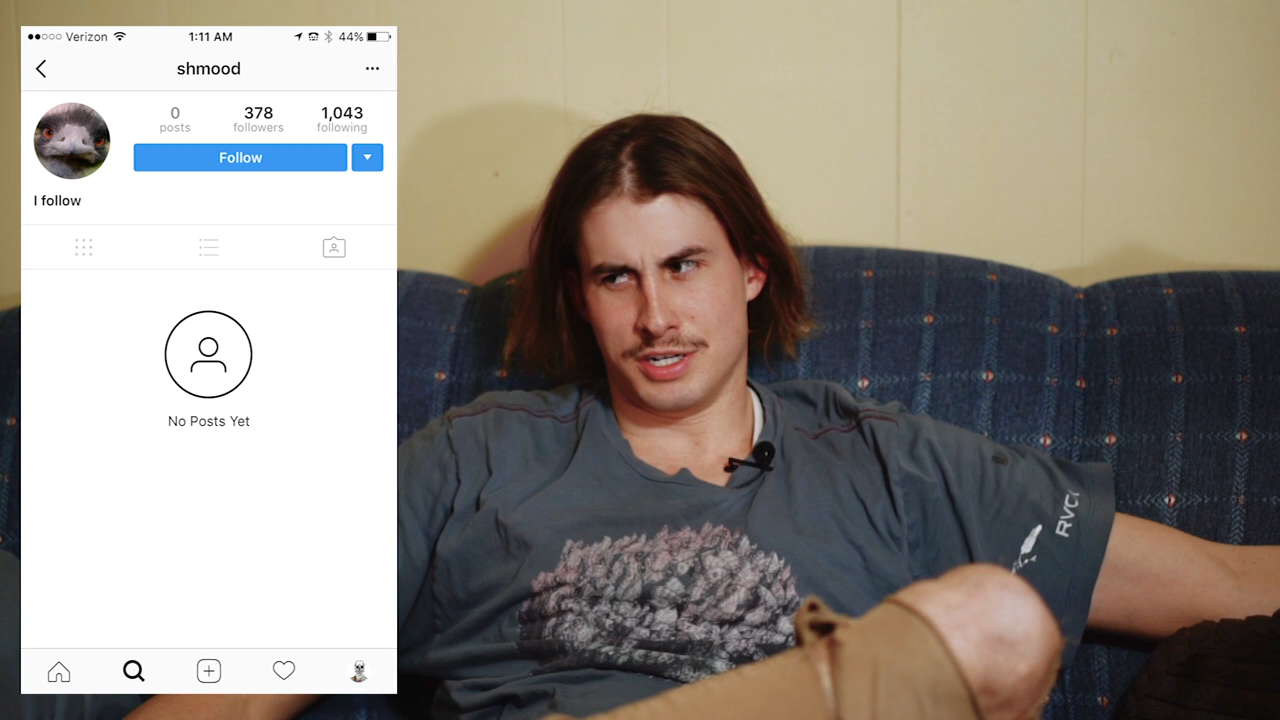 Verizon 1:11 AM 44%
shmood
0 378 1,043
posts followers following
Follow
I follow
No Posts Yet
RVCA